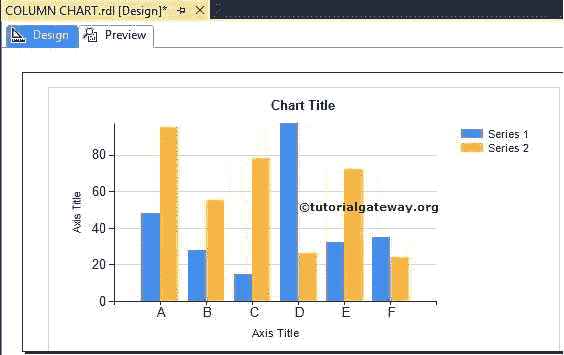 COLUMN CHART.rdl [Design]*
Design Preview
Chart Title
Series 1
Series 2
80
60
40
20
0
Axis Title
©tutorialgateway.org
A B C D E F
Axis Title